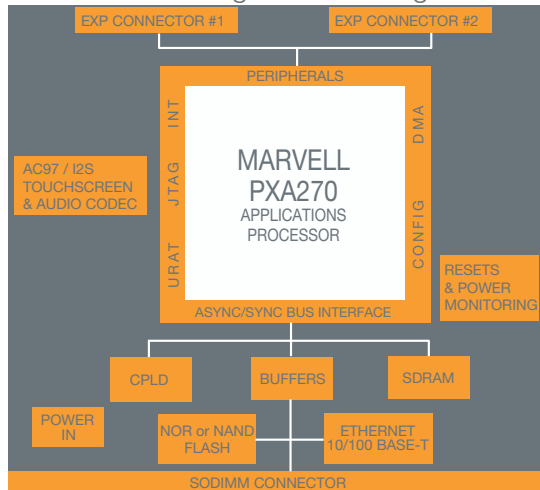 EXP CONNECTOR #1
EXP CONNECTOR #2
PERIPHERALS
INT
JTAG
URAT
DMA
CONFIG
MARVELL
PXA270
APPLICATIONS
PROCESSOR
AC97 / I2S
TOUCHSCREEN
& AUDIO CODEC
RESETS
& POWER
MONITORING
ASYNC/SYNC BUS INTERFACE
CPLD
BUFFERS
SDRAM
POWER
IN
NOR or NAND
FLASH
ETHERNET
10/100 BASE-T
SODIMM CONNECTOR